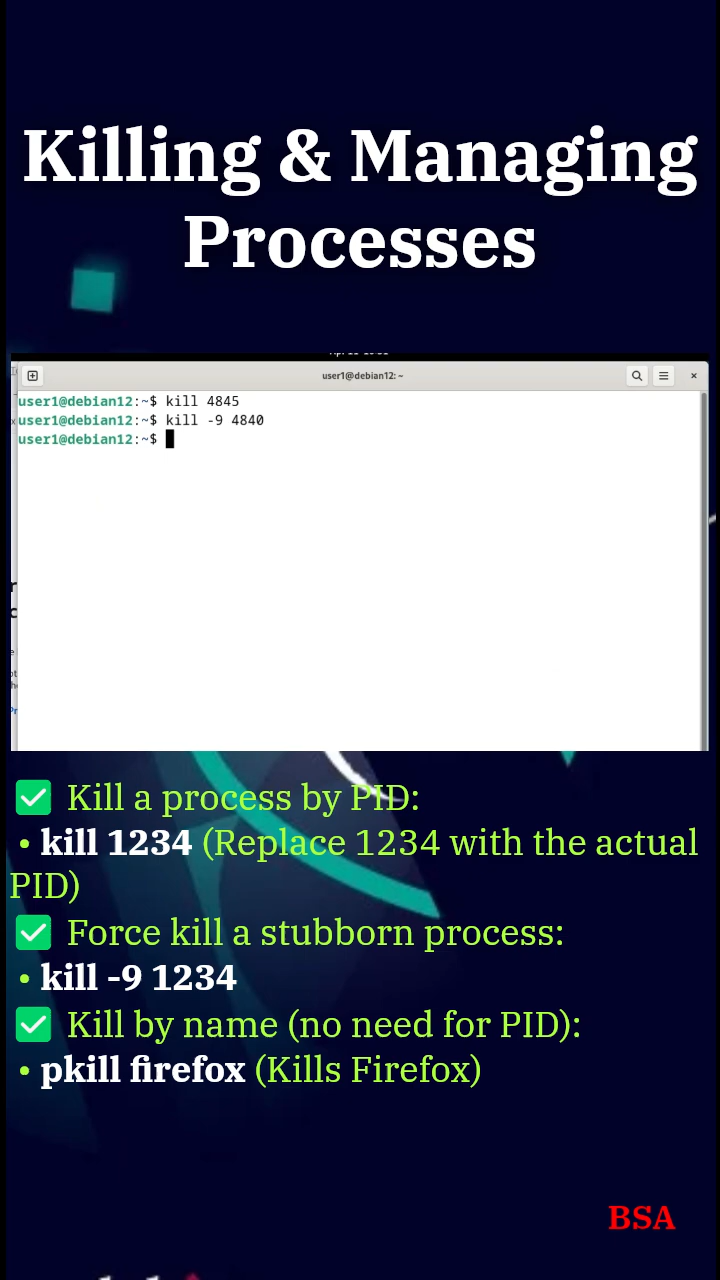 Killing & Managing
Processes
user1@debian12: ~
user1@debian12:~$ kill 4845
user1@debian12:~$ kill -9 4840
user1@debian12:~$
✅ Kill a process by PID:
• kill 1234 (Replace 1234 with the actual
PID)
✅ Force kill a stubborn process:
• kill -9 1234
✅ Kill by name (no need for PID):
• pkill firefox (Kills Firefox)
BSA